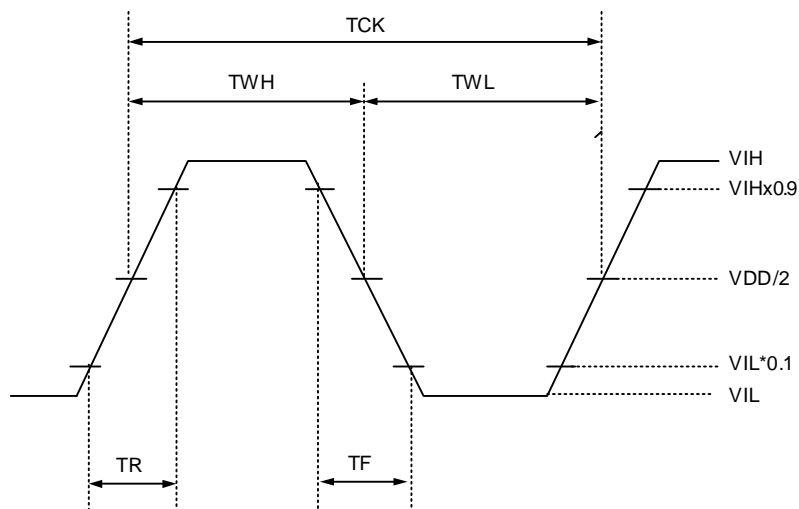 TCK
TWH
TWL
VIH
VIHx0.9
VDD/2
VIL*0.1
VIL
TR
TF